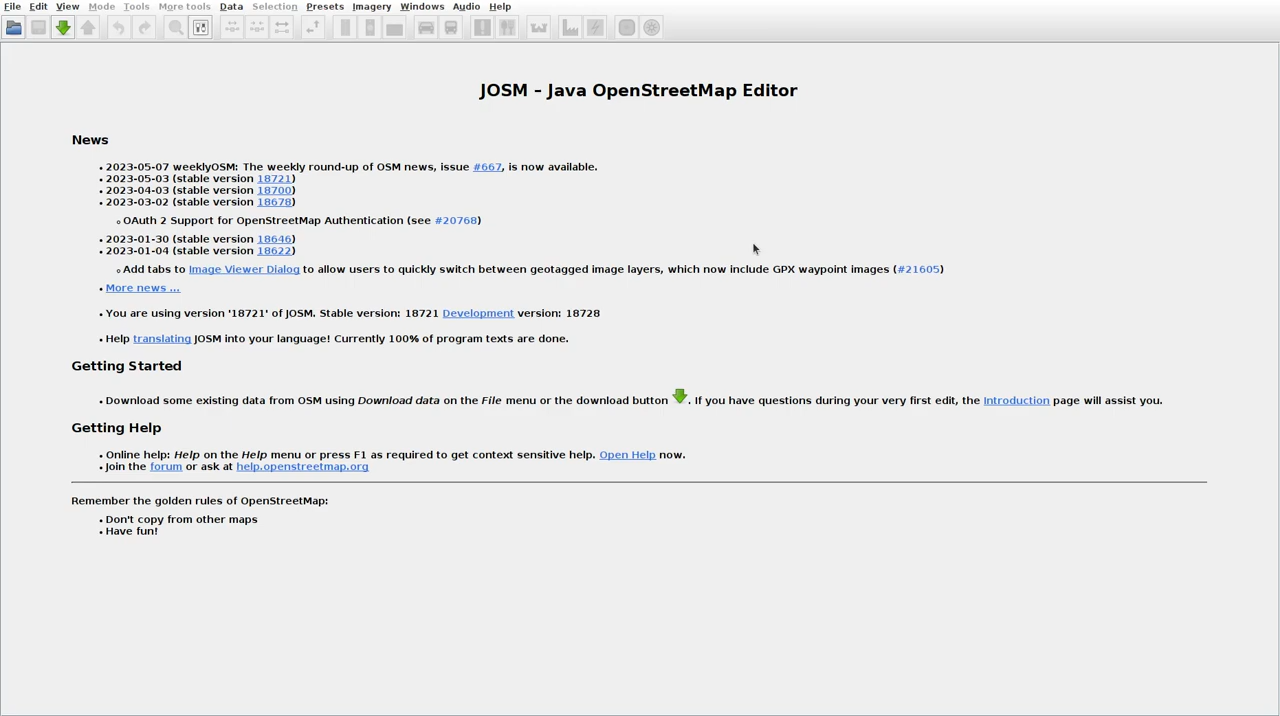 File Edit View Mode Tools More tools Data Selection Presets Imagery Windows Audio Help
JOSM – Java OpenStreetMap Editor
News
• 2023-05-07 weeklyOSM: The weekly round-up of OSM news, issue #667, is now available.
• 2023-05-03 (stable version 18721)
• 2023-04-03 (stable version 18700)
• 2023-03-02 (stable version 18678)
◦ OAuth 2 Support for OpenStreetMap Authentication (see #20768)
• 2023-01-30 (stable version 18646)
• 2023-01-04 (stable version 18622)
◦ Add tabs to Image Viewer Dialog to allow users to quickly switch between geotagged image layers, which now include GPX waypoint images (#21605)
• More news ...
• You are using version '18721' of JOSM. Stable version: 18721 Development version: 18728
• Help translating JOSM into your language! Currently 100% of program texts are done.
Getting Started
• Download some existing data from OSM using Download data on the File menu or the download button . If you have questions during your very first edit, the Introduction page will assist you.
Getting Help
• Online help: Help on the Help menu or press F1 as required to get context sensitive help. Open Help now.
• Join the forum or ask at help.openstreetmap.org
Remember the golden rules of OpenStreetMap:
• Don't copy from other maps
• Have fun!